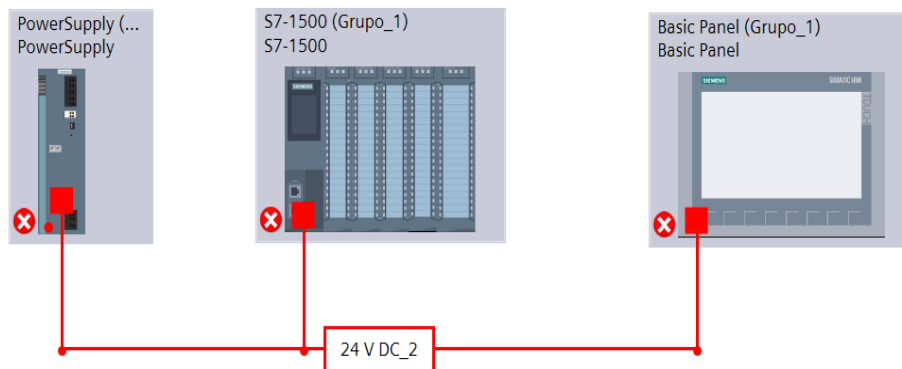 PowerSupply (...
PowerSupply
S7-1500 (Grupo_1)
S7-1500
SIEMENS
Basic Panel (Grupo_1)
Basic Panel
SIEMENS
SIMATIC HMI
TOUCH
24 V DC_2